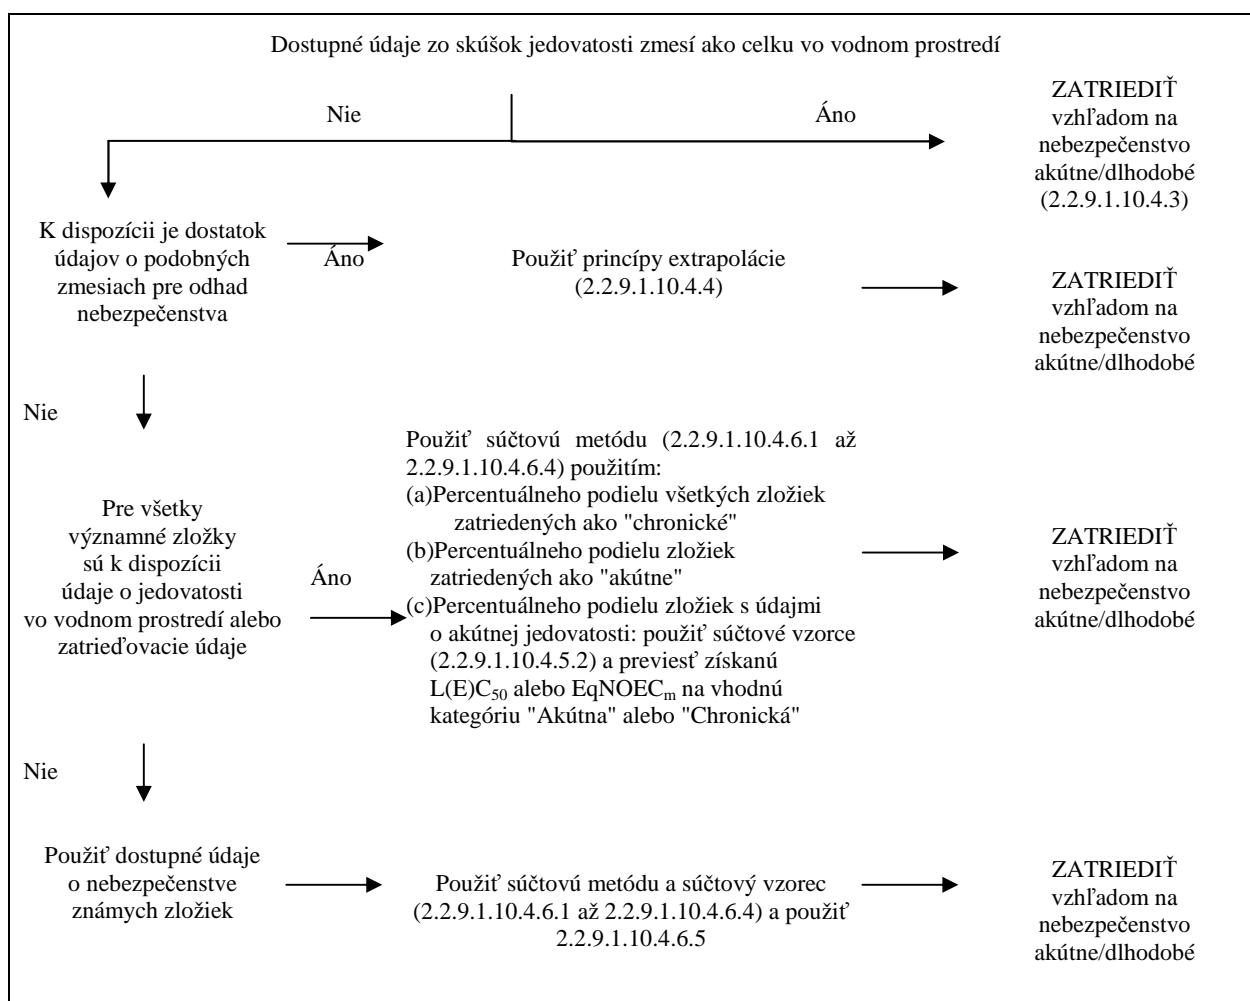 Dostupné údaje zo skúšok jedovatosti zmesí ako celku vo vodnom prostredí
Nie
Áno
ZATRIEDIŤ
vzhľadom na
nebezpečenstvo
akútne/dlhodobé
(2.2.9.1.10.4.3)
K dispozícii je dostatok
údajov o podobných
zmesiach pre odhad
nebezpečenstva
Áno
Použiť princípy extrapolácie
(2.2.9.1.10.4.4)
ZATRIEDIŤ
vzhľadom na
nebezpečenstvo
akútne/dlhodobé
Nie
Pre všetky
významné zložky
sú k dispozícii
údaje o jedovatosti
vo vodnom prostredí alebo
zatrieďovacie údaje
Áno
Použiť súčtovú metódu (2.2.9.1.10.4.6.1 až
2.2.9.1.10.4.6.4) použitím:
(a)Percentuálneho podielu všetkých zložiek
zatriedených ako "chronické"
(b)Percentuálneho podielu zložiek
zatriedených ako "akútne"
(c)Percentuálneho podielu zložiek s údajmi
o akútnej jedovatosti: použiť súčtové vzorce
(2.2.9.1.10.4.5.2) a previesť získanú
L(E)C₅₀ alebo EqNOECₘ na vhodnú
kategóriu "Akútna" alebo "Chronická"
ZATRIEDIŤ
vzhľadom na
nebezpečenstvo
akútne/dlhodobé
Nie
Použiť dostupné údaje
o nebezpečenstve
známych zložiek
Použiť súčtovú metódu a súčtový vzorec
(2.2.9.1.10.4.6.1 až 2.2.9.1.10.4.6.4) a použiť
2.2.9.1.10.4.6.5
ZATRIEDIŤ
vzhľadom na
nebezpečenstvo
akútne/dlhodobé